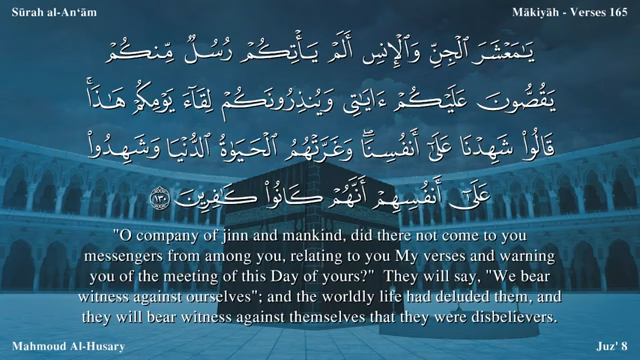 Sūrah al-An‘ām
Mākiyāh - Verses 165
يَـٰمَعْشَرَ ٱلْجِنِّ وَٱلْإِنسِ أَلَمْ يَأْتِكُمْ رُسُلٌ مِّنكُمْ
يَقُصُّونَ عَلَيْكُمْ ءَايَـٰتِى وَيُنذِرُونَكُمْ لِقَآءَ يَوْمِكُمْ هَـٰذَا ۚ
قَالُوا۟ شَهِدْنَا عَلَىٰٓ أَنفُسِنَا ۖ وَغَرَّتْهُمُ ٱلْحَيَوٰةُ ٱلدُّنْيَا وَشَهِدُوا۟
عَلَىٰٓ أَنفُسِهِمْ أَنَّهُمْ كَانُوا۟ كَـٰفِرِينَ ١٣٠
"O company of jinn and mankind, did there not come to you
messengers from among you, relating to you My verses and warning
you of the meeting of this Day of yours?" They will say, "We bear
witness against ourselves"; and the worldly life had deluded them, and
they will bear witness against themselves that they were disbelievers.
Mahmoud Al-Husary
Juz' 8